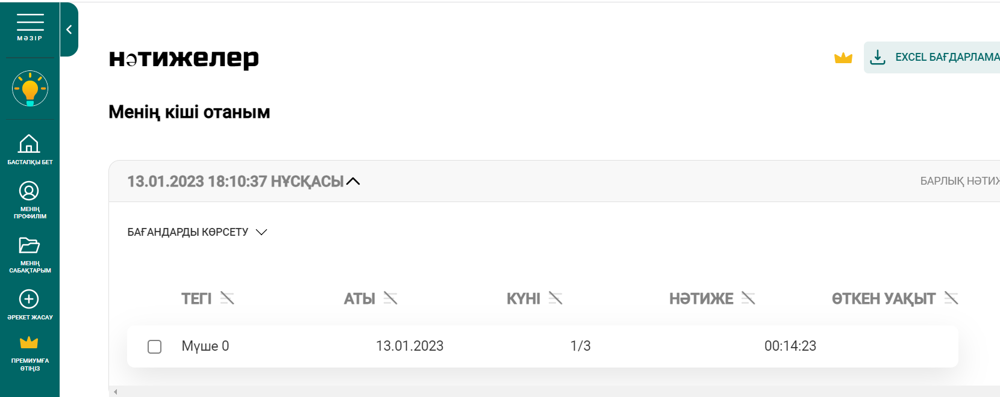 МӘЗІР
БАСТАПҚЫ БЕТ
МЕНІҢ
ПРОФИЛІМ
МЕНІҢ
САБАҚТАРЫМ
ӘРЕКЕТ ЖАСАУ
ПРЕМИУМҒА
ӨТІҢІЗ
нәтижелер
EXCEL БАҒДАРЛАМА
Менің кіші отаным
13.01.2023 18:10:37 НҰСҚАСЫ
БАРЛЫҚ НӘТИЖ
БАҒАНДАРДЫ КӨРСЕТУ
ТЕГІ АТЫ КҮНІ НӘТИЖЕ ӨТКЕН УАҚЫТ
Мүше 0 13.01.2023 1/3 00:14:23